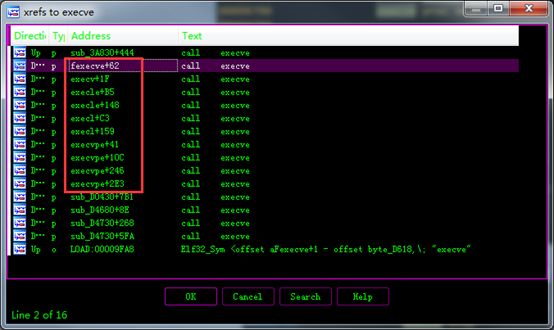 xrefs to execve
Directic Ty Address Text
Up p sub_3A830+444 call execve
D··· p fexecve+62 call execve
D··· p execv+1F call execve
D··· p execle+B5 call execve
D··· p execle+148 call execve
D··· p execl+C3 call execve
D··· p execl+159 call execve
D··· p execvpe+41 call execve
D··· p execvpe+10C call execve
D··· p execvpe+246 call execve
D··· p execvpe+2E3 call execve
D··· p sub_D0430+7B1 call execve
D··· p sub_D4680+8E call execve
D··· p sub_D4730+268 call execve
D··· p sub_D4730+5FA call execve
Up o LOAD:00009FA8 Elf32_Sym <offset aFexecve+1 - offset byte_D618,\; "execve"
OK Cancel Search Help
Line 2 of 16